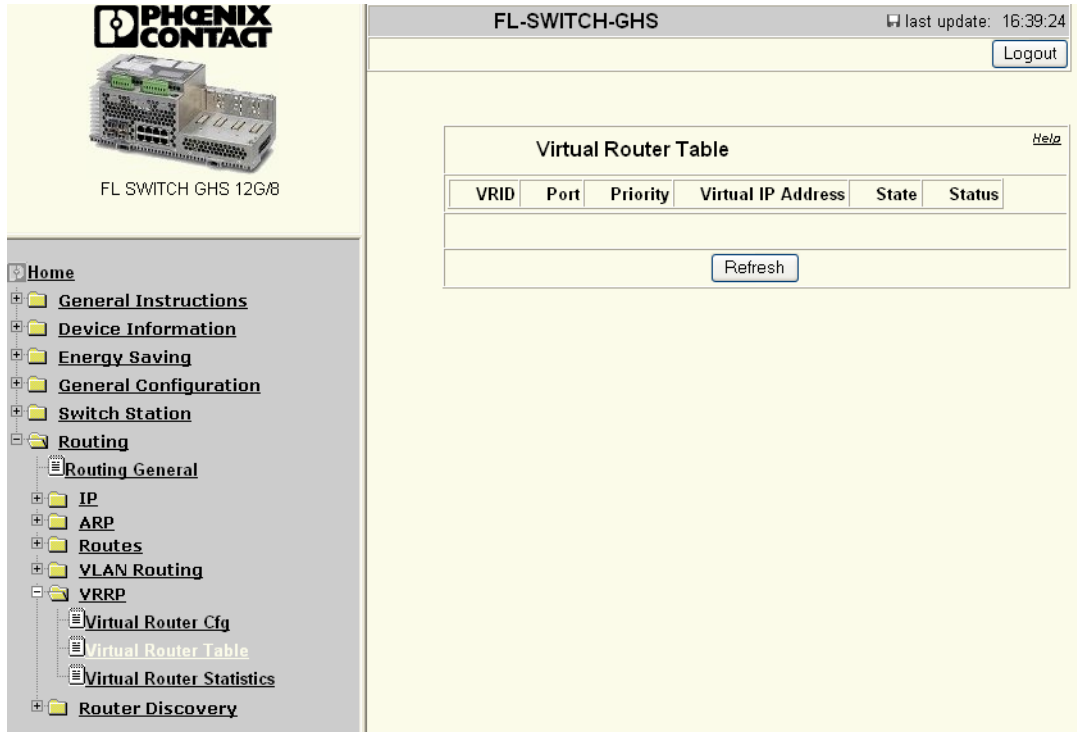 PHŒNIX
CONTACT
FL SWITCH GHS 12G/8
Home
General Instructions
Device Information
Energy Saving
General Configuration
Switch Station
Routing
Routing General
IP
ARP
Routes
VLAN Routing
VRRP
Virtual Router Cfg
Virtual Router Table
Virtual Router Statistics
Router Discovery
FL-SWITCH-GHS last update: 16:39:24
Logout
Virtual Router Table Help
VRID Port Priority Virtual IP Address State Status
Refresh